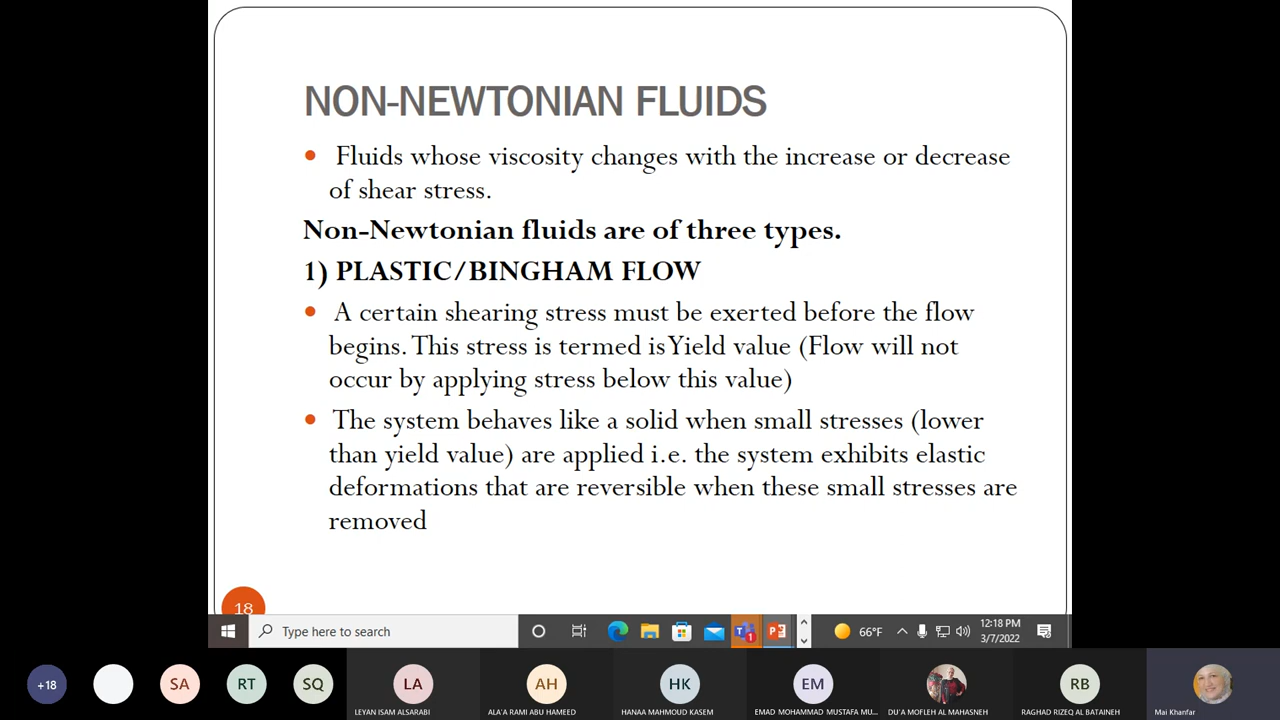 NON-NEWTONIAN FLUIDS
Fluids whose viscosity changes with the increase or decrease
of shear stress.
Non-Newtonian fluids are of three types.
1) PLASTIC/BINGHAM FLOW
A certain shearing stress must be exerted before the flow
begins. This stress is termed is Yield value (Flow will not
occur by applying stress below this value)
The system behaves like a solid when small stresses (lower
than yield value) are applied i.e. the system exhibits elastic
deformations that are reversible when these small stresses are
removed
18
Type here to search
1
66°F
12:18 PM
3/7/2022
+18
SA
RT
SQ
LA
AH
HK
EM
RB
LEYAN ISAM ALSARABI
ALA'A RAMI ABU HAMEED
HANAA MAHMOUD KASEM
EMAD MOHAMMAD MUSTAFA MU...
DU'A MOFLEH AL MAHASNEH
RAGHAD RIZEQ AL BATAINEH
Mai Khanfar